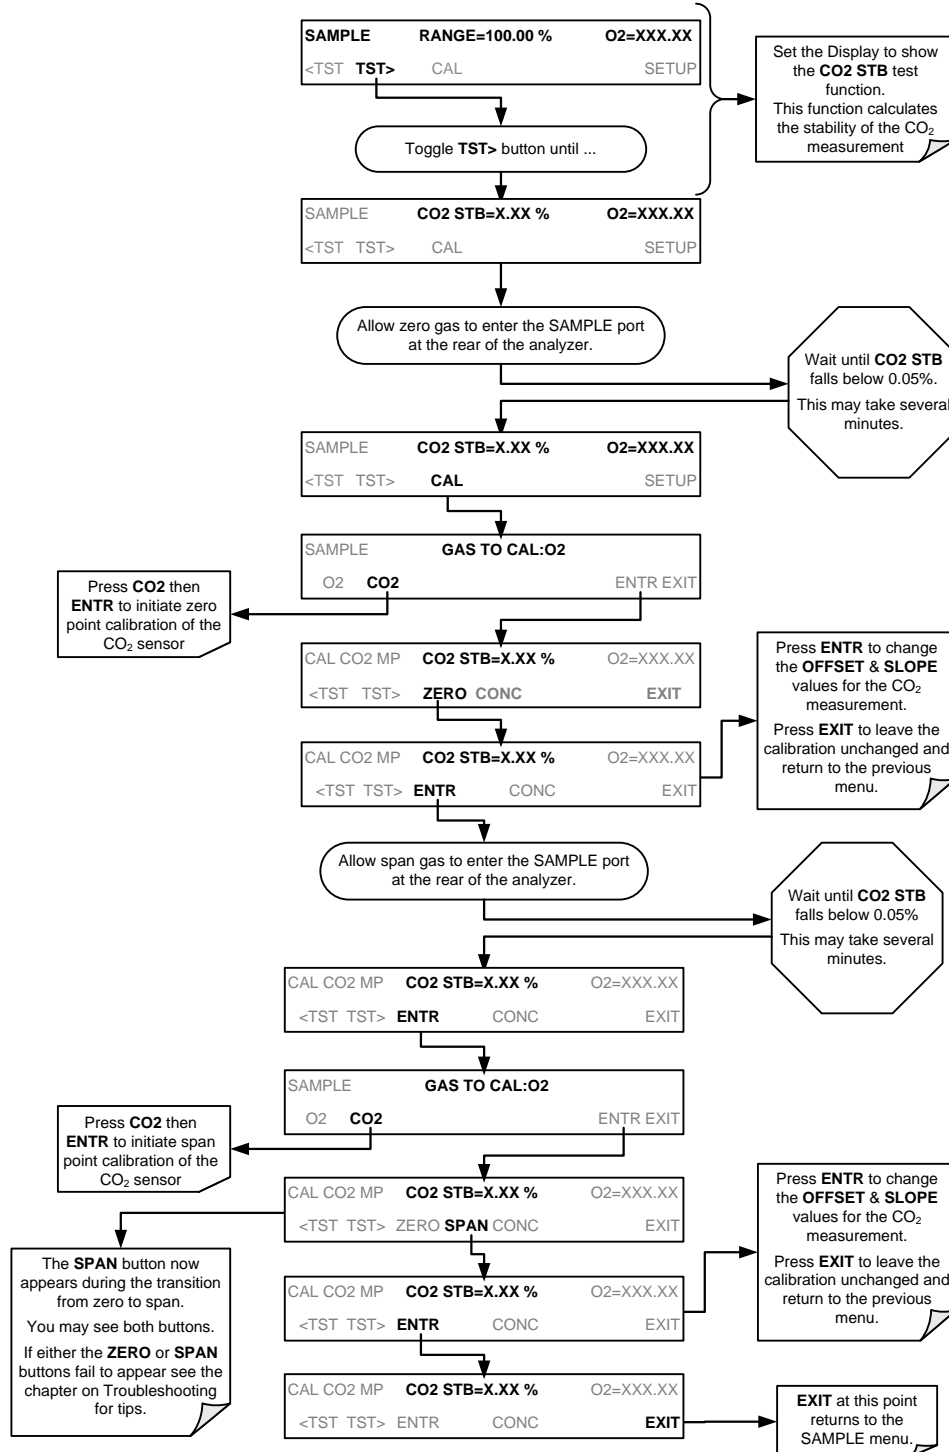 SAMPLE RANGE=100.00 % O2=XXX.XX
<TST TST> CAL SETUP
Set the Display to show
the CO2 STB test
function.
This function calculates
the stability of the CO2
measurement
Toggle TST> button until ...
SAMPLE CO2 STB=X.XX % O2=XXX.XX
<TST TST> CAL SETUP
Allow zero gas to enter the SAMPLE port
at the rear of the analyzer.
Wait until CO2 STB
falls below 0.05%.
This may take several
minutes.
SAMPLE CO2 STB=X.XX % O2=XXX.XX
<TST TST> CAL SETUP
SAMPLE GAS TO CAL:O2
O2 CO2 ENTR EXIT
Press CO2 then
ENTR to initiate zero
point calibration of the
CO2 sensor
CAL CO2 MP CO2 STB=X.XX % O2=XXX.XX
<TST TST> ZERO CONC EXIT
Press ENTR to change
the OFFSET & SLOPE
values for the CO2
measurement.
Press EXIT to leave the
calibration unchanged and
return to the previous
menu.
CAL CO2 MP CO2 STB=X.XX % O2=XXX.XX
<TST TST> ENTR CONC EXIT
Allow span gas to enter the SAMPLE port
at the rear of the analyzer.
Wait until CO2 STB
falls below 0.05%
This may take several
minutes.
CAL CO2 MP CO2 STB=X.XX % O2=XXX.XX
<TST TST> ENTR CONC EXIT
SAMPLE GAS TO CAL:O2
O2 CO2 ENTR EXIT
Press CO2 then
ENTR to initiate span
point calibration of the
CO2 sensor
CAL CO2 MP CO2 STB=X.XX % O2=XXX.XX
<TST TST> ZERO SPAN CONC EXIT
Press ENTR to change
the OFFSET & SLOPE
values for the CO2
measurement.
Press EXIT to leave the
calibration unchanged and
return to the previous
menu.
The SPAN button now
appears during the transition
from zero to span.
You may see both buttons.
If either the ZERO or SPAN
buttons fail to appear see the
chapter on Troubleshooting
for tips.
CAL CO2 MP CO2 STB=X.XX % O2=XXX.XX
<TST TST> ENTR CONC EXIT
CAL CO2 MP CO2 STB=X.XX % O2=XXX.XX
<TST TST> ENTR CONC EXIT
EXIT at this point
returns to the
SAMPLE menu.